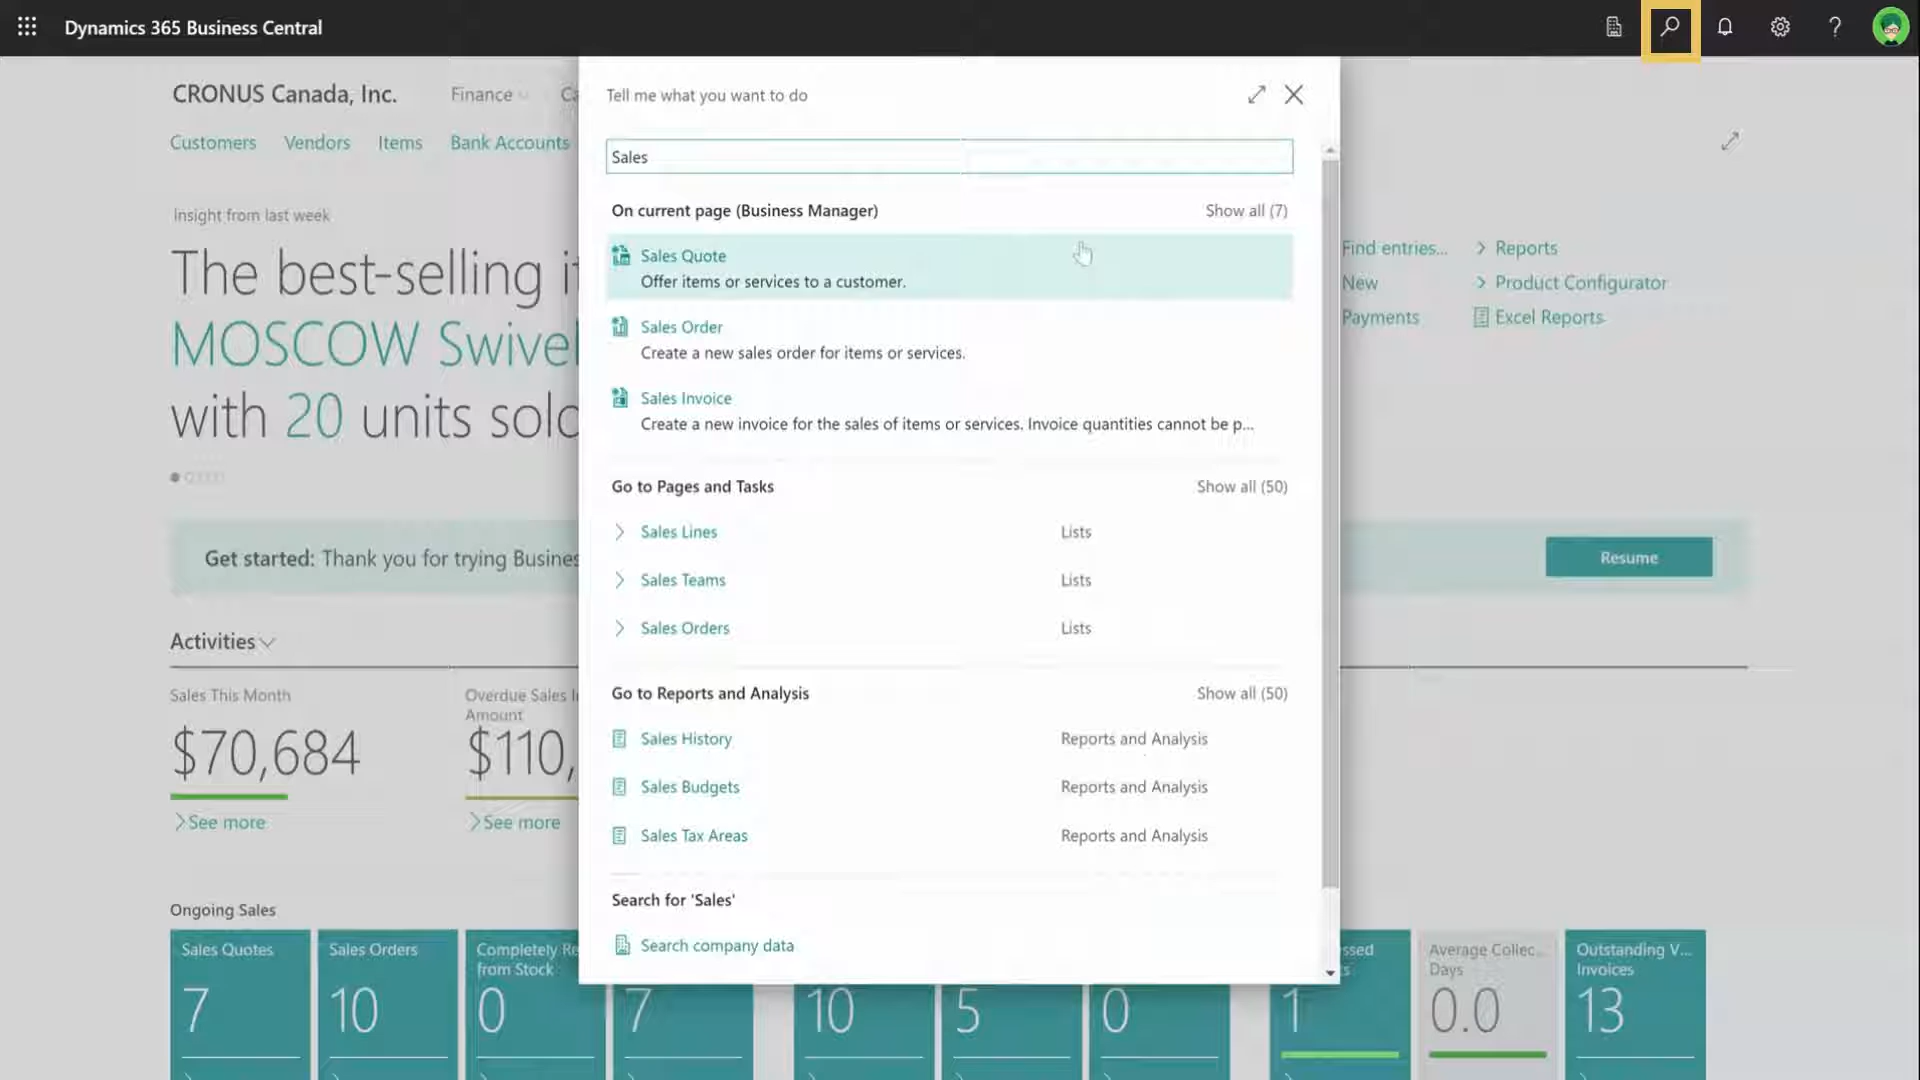 Dynamics 365 Business Central
?
CRONUS Canada, Inc.
Finance
Ca
Customers
Vendors
Items
Bank Accounts
Insight from last week
The best-selling it
MOSCOW Swivel
with 20 units sold
Find entries...
Reports
New
Product Configurator
Payments
Excel Reports
Get started: Thank you for trying Busines
Resume
Activities
Sales This Month
$70,684
See more
Overdue Sales In
Amount
$110,
See more
Ongoing Sales
Sales Quotes
7
Sales Orders
10
Completely Re
from Stock
0
7
10
5
0
ssed
s
1
Average Collec...
Days
0.0
Outstanding V...
Invoices
13
Tell me what you want to do
Sales
On current page (Business Manager)
Show all (7)
Sales Quote
Offer items or services to a customer.
Sales Order
Create a new sales order for items or services.
Sales Invoice
Create a new invoice for the sales of items or services. Invoice quantities cannot be p...
Go to Pages and Tasks
Show all (50)
Sales Lines
Lists
Sales Teams
Lists
Sales Orders
Lists
Go to Reports and Analysis
Show all (50)
Sales History
Reports and Analysis
Sales Budgets
Reports and Analysis
Sales Tax Areas
Reports and Analysis
Search for 'Sales'
Search company data